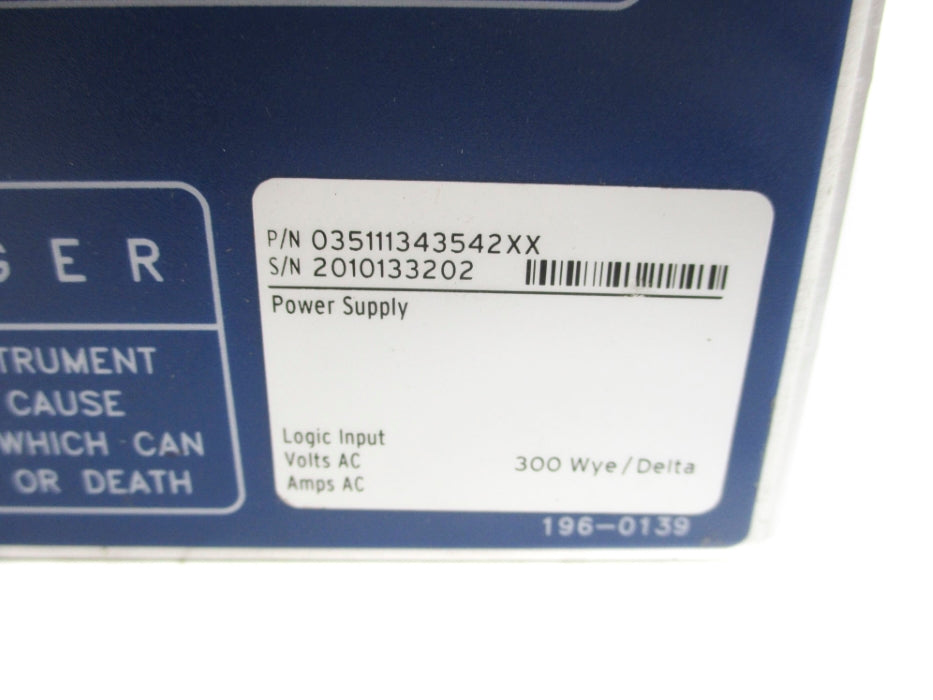 GER
TRUMENT
CAUSE
WHICH CAN
OR DEATH
P/N 035111343542XX
S/N 2010133202
Power Supply
Logic Input
Volts AC 300 Wye/Delta
Amps AC
196-0139